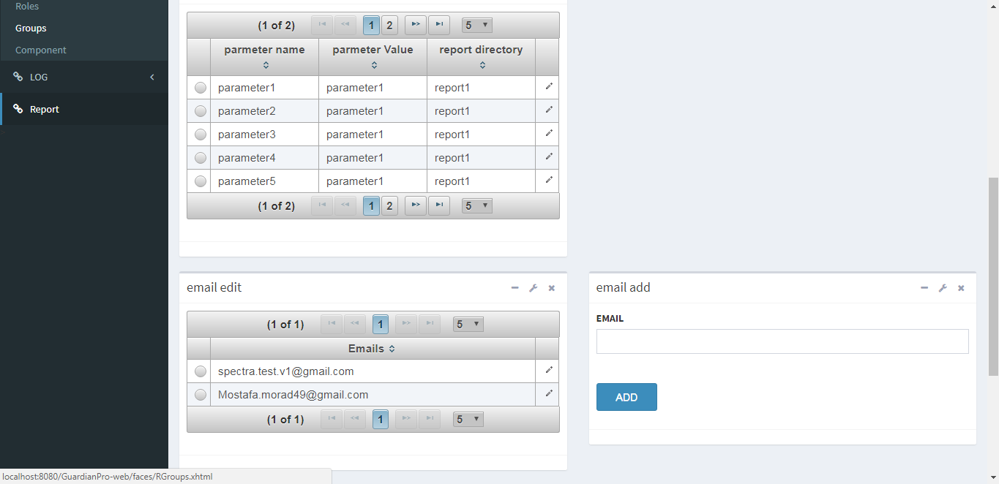 Roles
Groups
Component
LOG
Report
(1 of 2) 1 2 5
parmeter name parmeter Value report directory
parameter1 parameter1 report1
parameter2 parameter1 report1
parameter3 parameter1 report1
parameter4 parameter1 report1
parameter5 parameter1 report1
(1 of 2) 1 2 5
email edit
(1 of 1) 1 5
Emails
spectra.test.v1@gmail.com
Mostafa.morad49@gmail.com
(1 of 1) 1 5
email add
EMAIL
ADD
localhost:8080/GuardianPro-web/faces/RGroups.xhtml